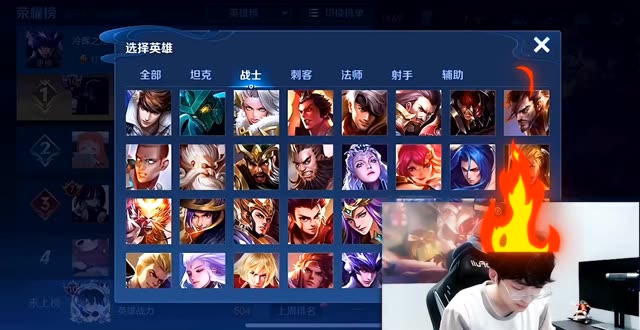 荣耀榜
英雄榜
切换榜单
选择英雄
全部 坦克 战士 刺客 法师 射手 辅助
1
2
3
4
未上榜
英雄战力
504
上周排名